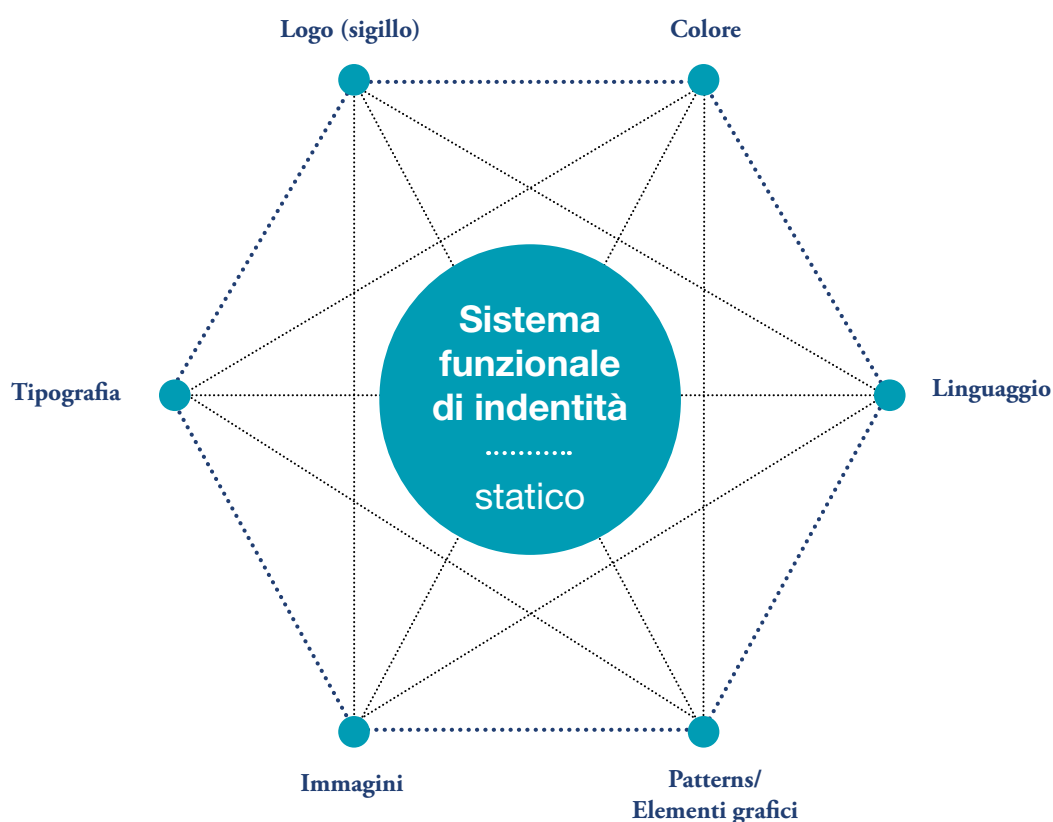 Logo (sigillo)
Colore
Sistema
funzionale
di indentità
statico
Tipografia
Linguaggio
Immagini
Patterns/
Elementi grafici